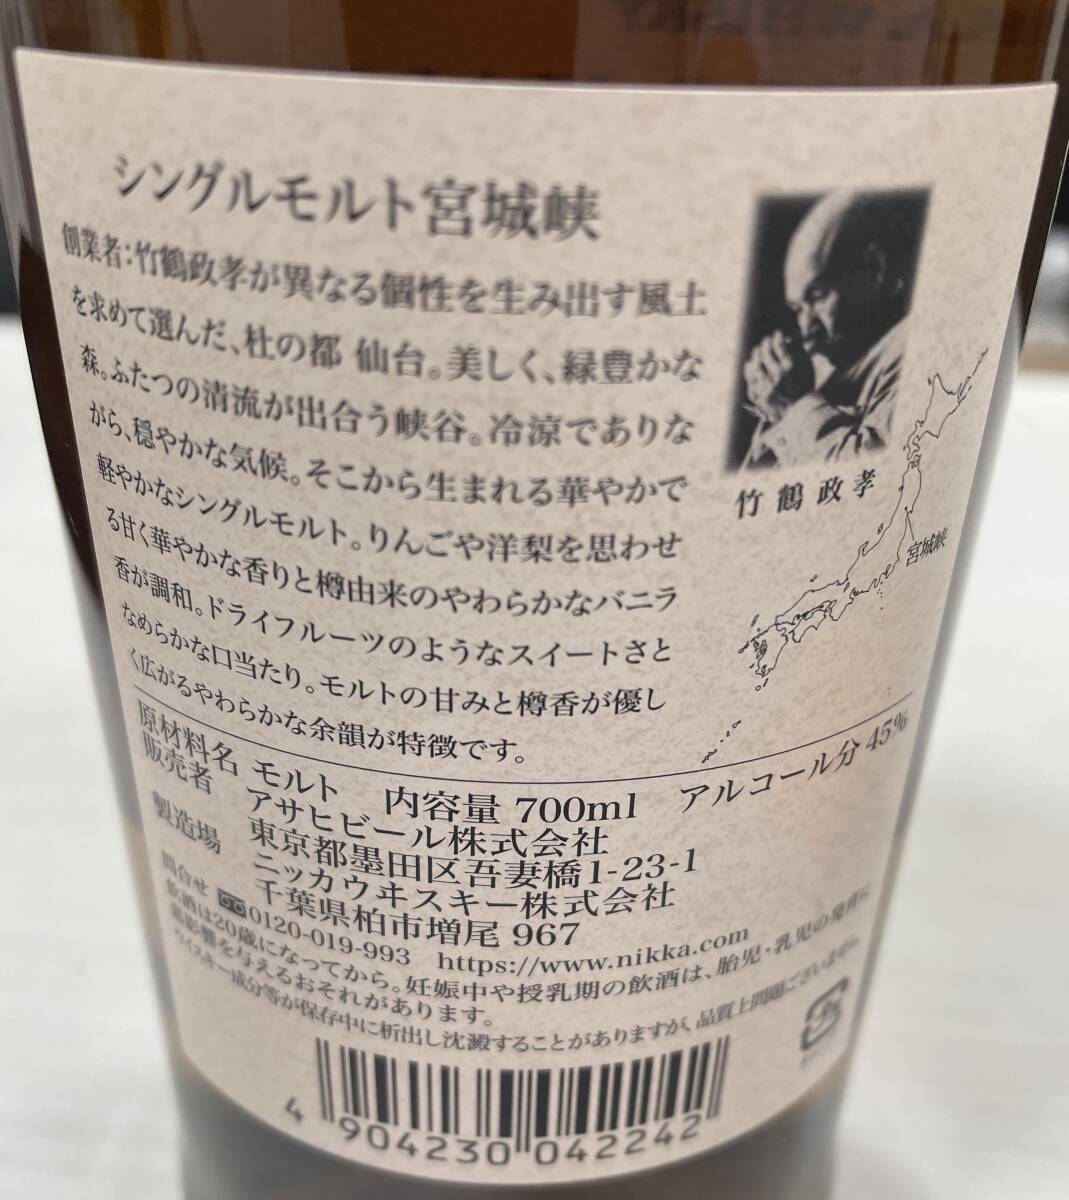 シングルモルト宮城峡
創業者:竹鶴政孝が異なる個性を生み出す風土
を求めて選んだ、杜の都 仙台。美しく、緑豊かな
森。ふたつの清流が出合う峡谷。冷涼でありな
がら、穏やかな気候。そこから生まれる華やかで
軽やかなシングルモルト。りんごや洋梨を思わせ
る甘く華やかな香りと樽由来のやわらかなバニラ
香が調和。ドライフルーツのようなスイートさと
なめらかな口当たり。モルトの甘みと樽香が優し
く広がるやわらかな余韻が特徴です。
竹鶴政孝
宮城峡
原材料名 モルト 内容量 700ml アルコール分 45%
販売者 アサヒビール株式会社
東京都墨田区吾妻橋1-23-1
製造場 ニッカウヰスキー株式会社
千葉県柏市増尾 967
問合せ 0120-019-993 https://www.nikka.com
飲酒は20歳になってから。妊娠中や授乳期の飲酒は、胎児・乳児の発育に
悪影響を与えるおそれがあります。
ウイスキー成分等が保存中に析出し沈澱することがありますが、品質上問題ございません。
4 904230 042242